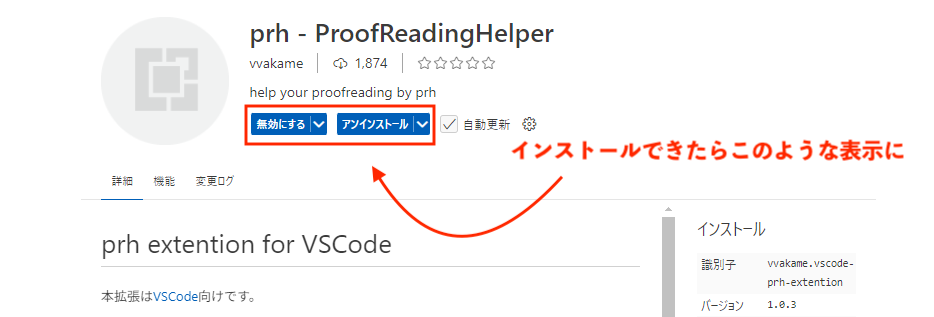 prh - ProofReadingHelper
vvakame 1,874
help your proofreading by prh
無効にする アンインストール 自動更新
インストールできたらこのような表示に
詳細 機能 変更ログ
prh extention for VSCode
本拡張はVSCode向けです。
インストール
識別子 vvakame.vscode-
prh-extention
バージョン 1.0.3